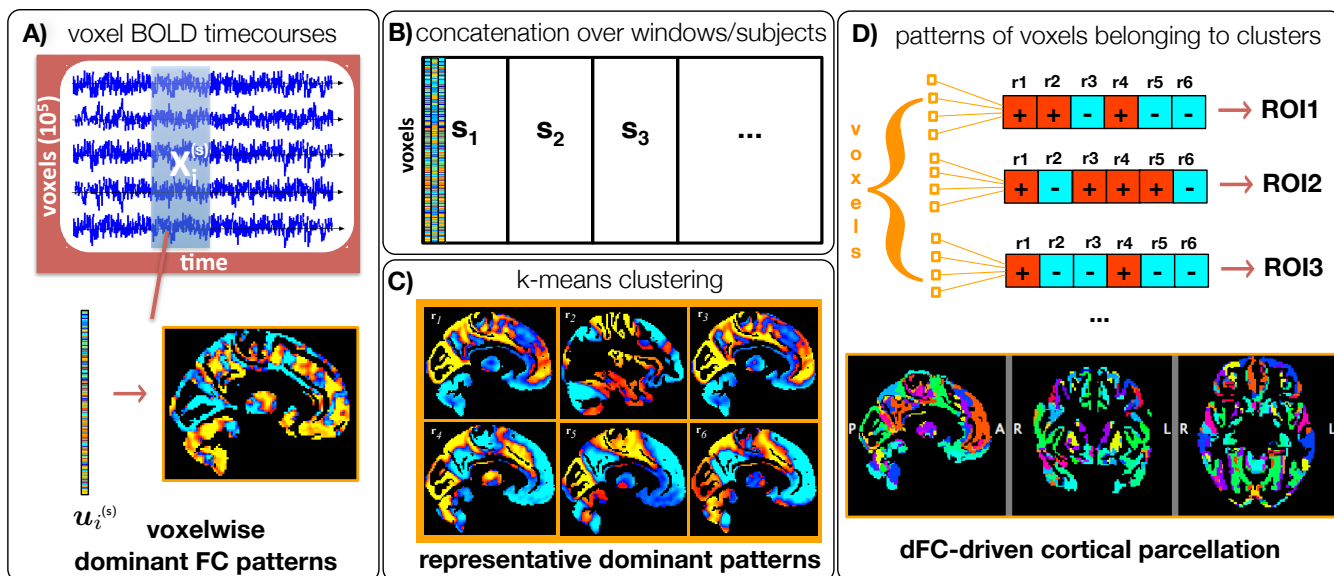 A) voxel BOLD timecourses
voxels (10⁵)
X_i^(s)
time
u_i^(s)
voxelwise
dominant FC patterns
B) concatenation over windows/subjects
voxels
s₁ s₂ s₃ ...
C) k-means clustering
r₁ r₂ r₃
r₄ r₅ r₆
representative dominant patterns
D) patterns of voxels belonging to clusters
voxels
r1 r2 r3 r4 r5 r6
+ + - + - - ROI1
r1 r2 r3 r4 r5 r6
+ - + + + - ROI2
r1 r2 r3 r4 r5 r6
+ - - + - - ROI3
...
P A R L R L
dFC-driven cortical parcellation